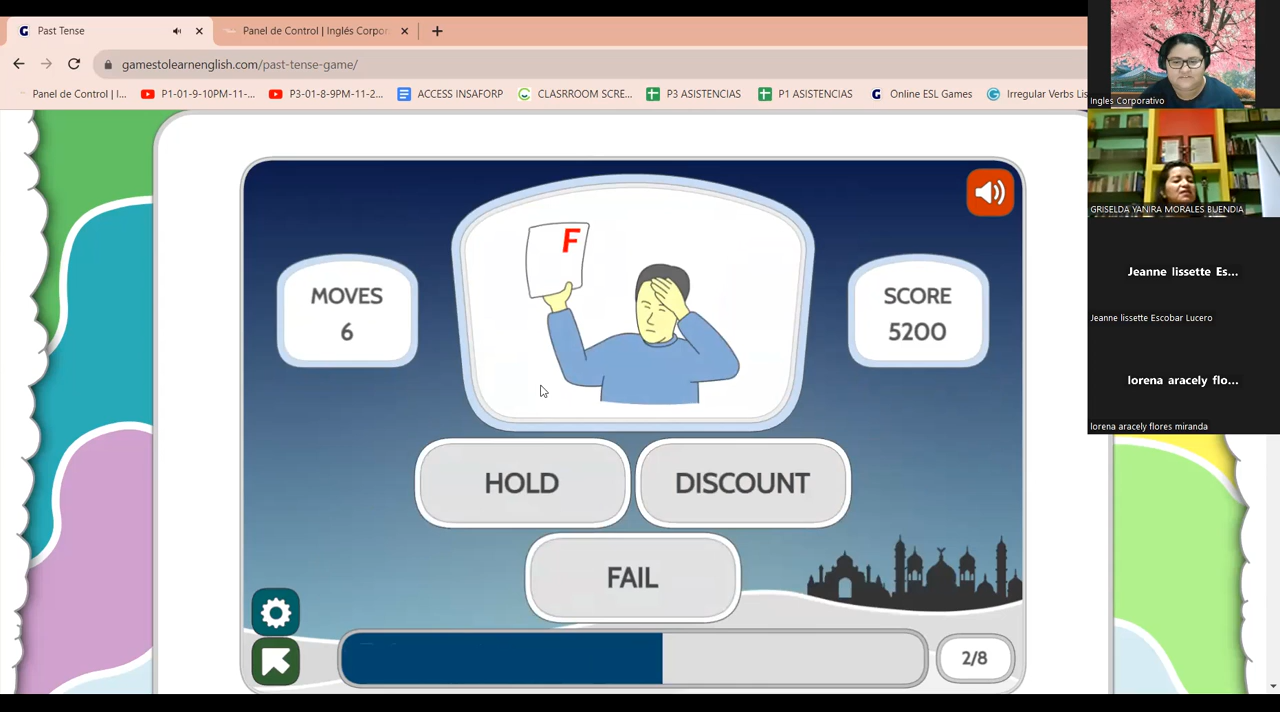 Past Tense
Panel de Control | Inglés Corpor
gamestolearnenglish.com/past-tense-game/
Panel de Control | I...
P1-01-9-10PM-11-...
P3-01-8-9PM-11-2...
ACCESS INSAFORP
CLASRROOM SCRE...
P3 ASISTENCIAS
P1 ASISTENCIAS
Online ESL Games
Irregular Verbs Lis
Ingles Corporativo
GRISELDA YANIRA MORALES BUENDIA
Jeanne lissette Es...
Jeanne lissette Escobar Lucero
lorena aracely flo...
lorena aracely flores miranda
F
MOVES
6
SCORE
5200
HOLD
DISCOUNT
FAIL
2/8